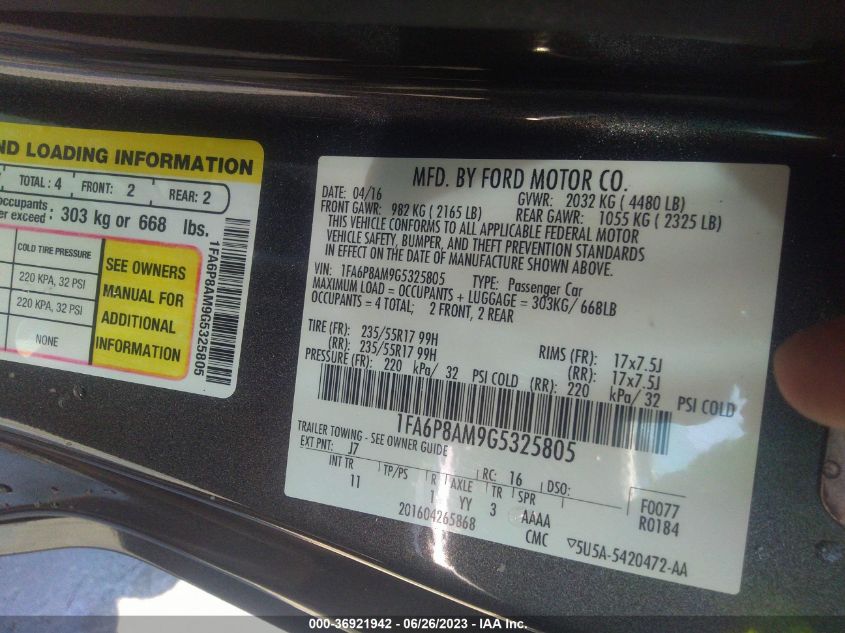 ND LOADING INFORMATION
TOTAL : 4 FRONT: 2 REAR: 2
occupants
er exceed : 303 kg or 668 lbs.
COLD TIRE PRESSURE
220 KPA, 32 PSI
220 KPA, 32 PSI
NONE
SEE OWNERS
MANUAL FOR
ADDITIONAL
INFORMATION
1FA6P8AM9G5325805
MFD. BY FORD MOTOR CO.
DATE: 04/16 GVWR: 2032 KG ( 4480 LB)
FRONT GAWR: 982 KG ( 2165 LB) REAR GAWR: 1055 KG ( 2325 LB)
THIS VEHICLE CONFORMS TO ALL APPLICABLE FEDERAL MOTOR
VEHICLE SAFETY, BUMPER, AND THEFT PREVENTION STANDARDS
IN EFFECT ON THE DATE OF MANUFACTURE SHOWN ABOVE.
VIN: 1FA6P8AM9G5325805 TYPE: Passenger Car
MAXIMUM LOAD = OCCUPANTS + LUGGAGE = 303KG/ 668LB
OCCUPANTS = 4 TOTAL; 2 FRONT, 2 REAR
TIRE (FR): 235/55R17 99H RIMS (FR): 17x7.5J
(RR): 235/55R17 99H (RR): 17x7.5J
PRESSURE (FR): 220 kPa/ 32 PSI COLD (RR): 220 kPa/ 32 PSI COLD
1FA6P8AM9G5325805
TRAILER TOWING - SEE OWNER GUIDE
EXT PNT: J7 RC: 16 DSO: F0077
INT TR TP/PS R AXLE TR SPR R0184
11 1 YY 3 AAAA
201604265868 CMC ▽5U5A-5420472-AA
000-36921942 - 06/26/2023 - IAA Inc.